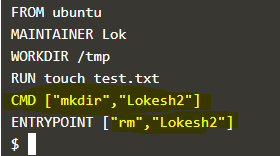 FROM ubuntu
MAINTAINER Lok
WORKDIR /tmp
RUN touch test.txt
CMD ["mkdir","Lokesh2"]
ENTRYPOINT ["rm","Lokesh2"]
$